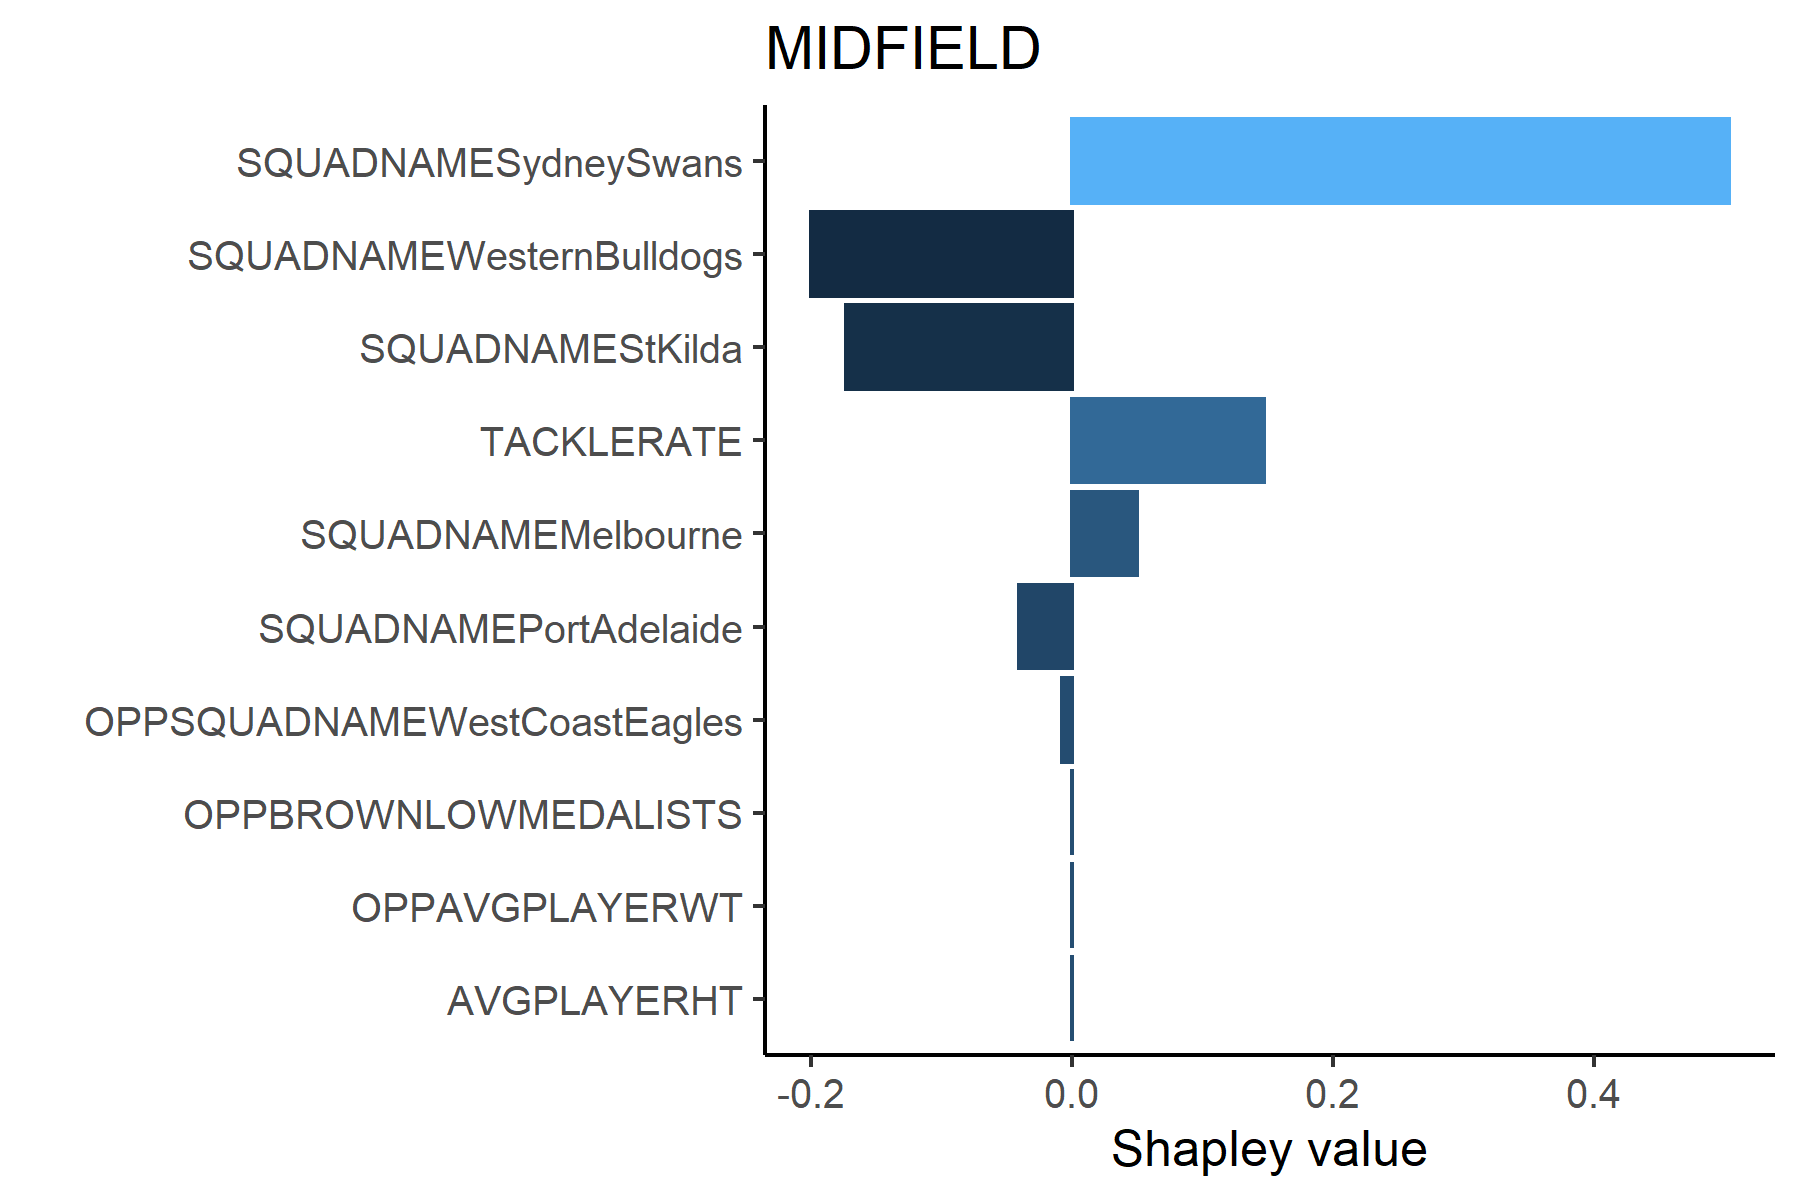 MIDFIELD
SQUADNAMESydneySwans
SQUADNAMEWesternBulldogs
SQUADNAMEStKilda
TACKLERATE
SQUADNAMEMelbourne
SQUADNAMEPortAdelaide
OPPSQUADNAMEWestCoastEagles
OPPBROWNLOWMEDALISTS
OPPAVGPLAYERWT
AVGPLAYERHT
-0.2 0.0 0.2 0.4
Shapley value